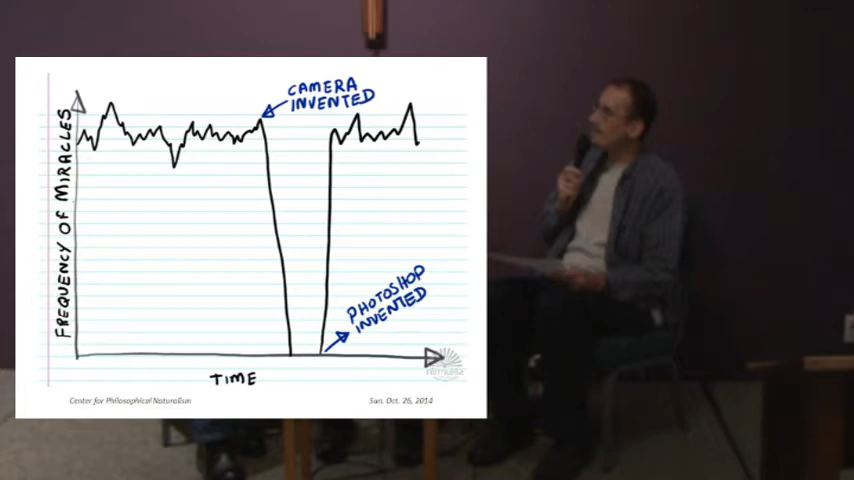 CAMERA
INVENTED
FREQUENCY OF MIRACLES
PHOTOSHOP
INVENTED
TIME
Center for Philosophical Naturalism
Sun. Oct. 26, 2014